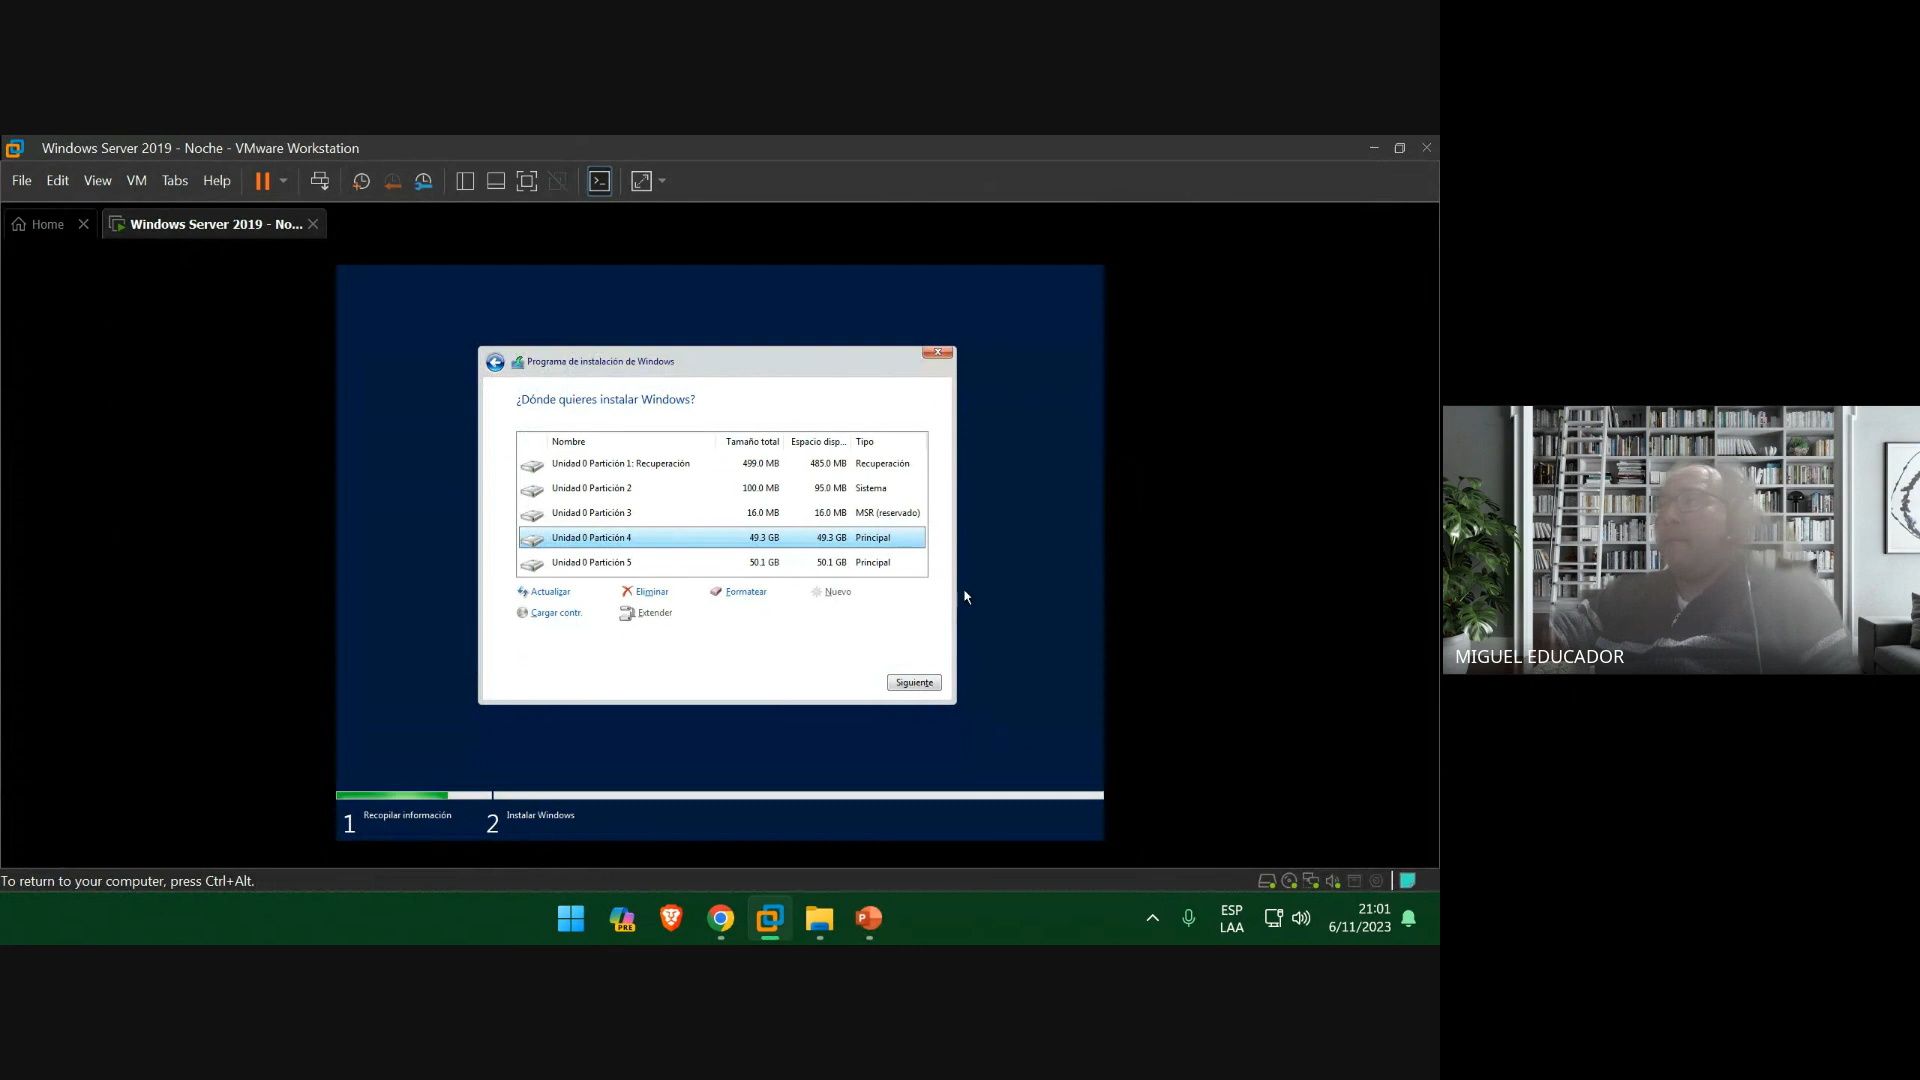 Windows Server 2019 - Noche - VMware Workstation
File Edit View VM Tabs Help
Home
Windows Server 2019 - No...
Programa de instalación de Windows
¿Dónde quieres instalar Windows?
Nombre Tamaño total Espacio disp... Tipo
Unidad 0 Partición 1: Recuperación 499.0 MB 485.0 MB Recuperación
Unidad 0 Partición 2 100.0 MB 95.0 MB Sistema
Unidad 0 Partición 3 16.0 MB 16.0 MB MSR (reservado)
Unidad 0 Partición 4 49.3 GB 49.3 GB Principal
Unidad 0 Partición 5 50.1 GB 50.1 GB Principal
Actualizar Eliminar Formatear Nuevo
Cargar contr. Extender
Siguiente
MIGUEL EDUCADOR
1 Recopilar información 2 Instalar Windows
To return to your computer, press Ctrl+Alt.
PRE
P
ESP
LAA
21:01
6/11/2023